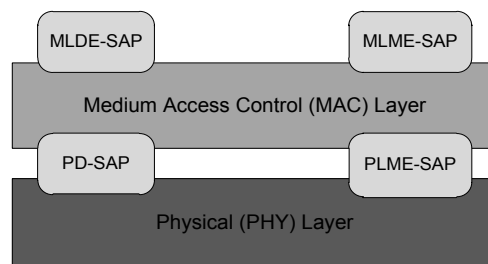 MLDE-SAP
MLME-SAP
Medium Access Control (MAC) Layer
PD-SAP
PLME-SAP
Physical (PHY) Layer